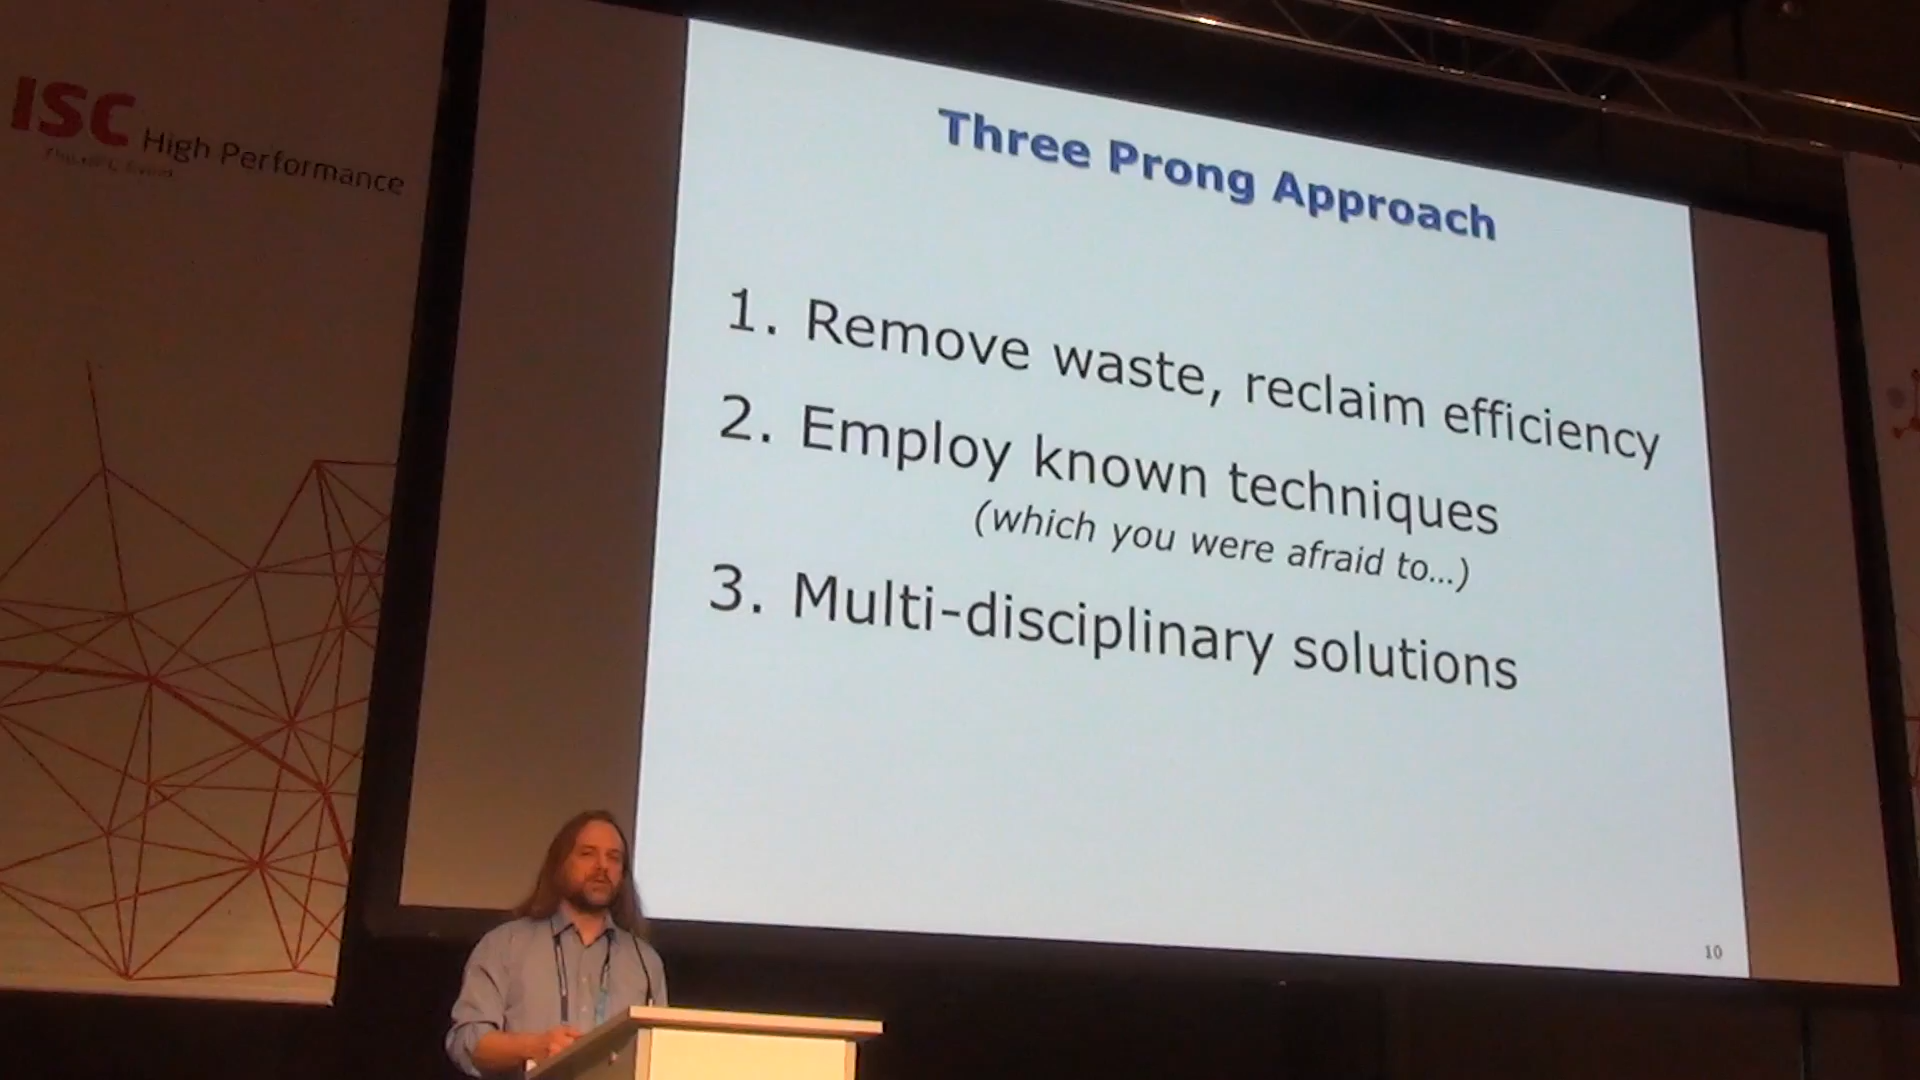 ISC High Performance
Three Prong Approach
1. Remove waste, reclaim efficiency
2. Employ known techniques
(which you were afraid to...)
3. Multi-disciplinary solutions
10